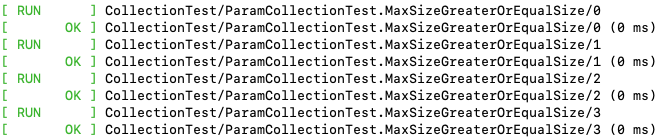 [ RUN      ] CollectionTest/ParamCollectionTest.MaxSizeGreaterOrEqualSize/0
[       OK ] CollectionTest/ParamCollectionTest.MaxSizeGreaterOrEqualSize/0 (0 ms)
[ RUN      ] CollectionTest/ParamCollectionTest.MaxSizeGreaterOrEqualSize/1
[       OK ] CollectionTest/ParamCollectionTest.MaxSizeGreaterOrEqualSize/1 (0 ms)
[ RUN      ] CollectionTest/ParamCollectionTest.MaxSizeGreaterOrEqualSize/2
[       OK ] CollectionTest/ParamCollectionTest.MaxSizeGreaterOrEqualSize/2 (0 ms)
[ RUN      ] CollectionTest/ParamCollectionTest.MaxSizeGreaterOrEqualSize/3
[       OK ] CollectionTest/ParamCollectionTest.MaxSizeGreaterOrEqualSize/3 (0 ms)